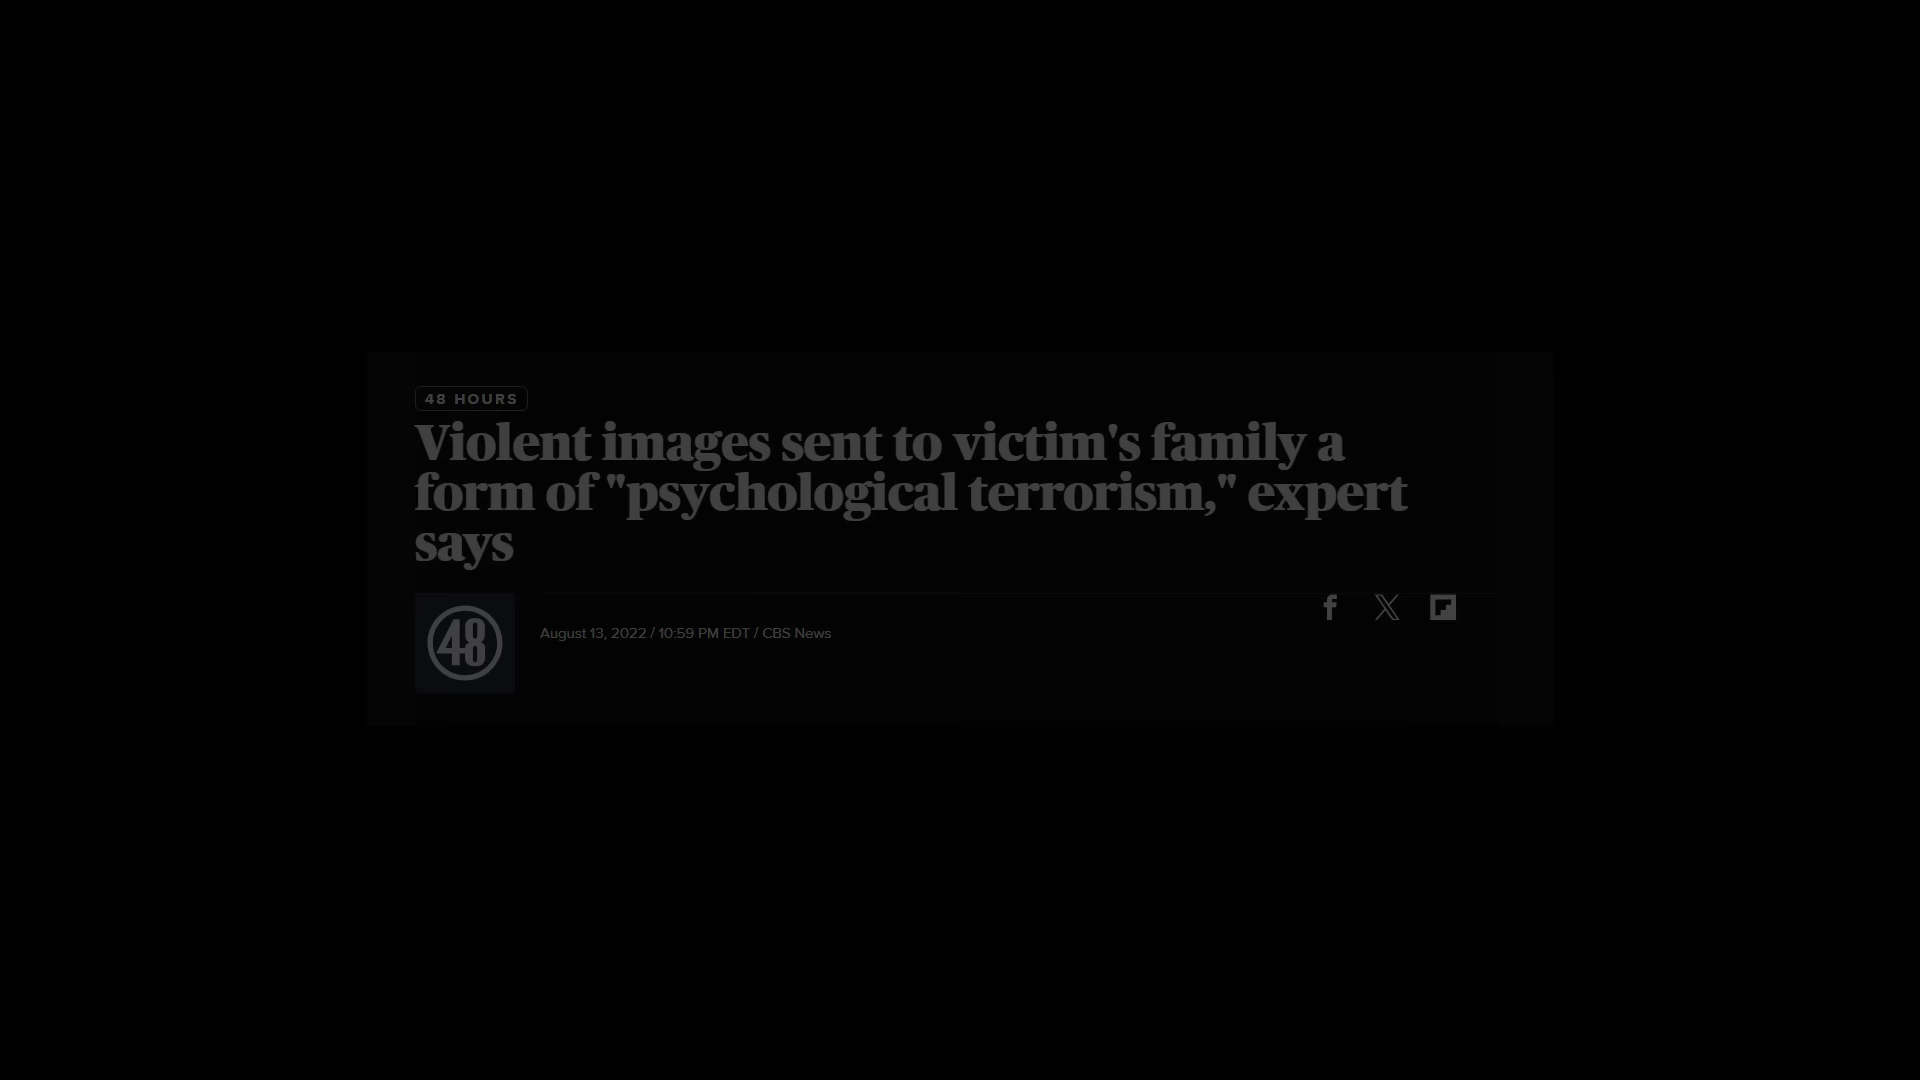 48 HOURS
Violent images sent to victim's family a
form of "psychological terrorism," expert
says
48
August 13, 2022 / 10:59 PM EDT / CBS News